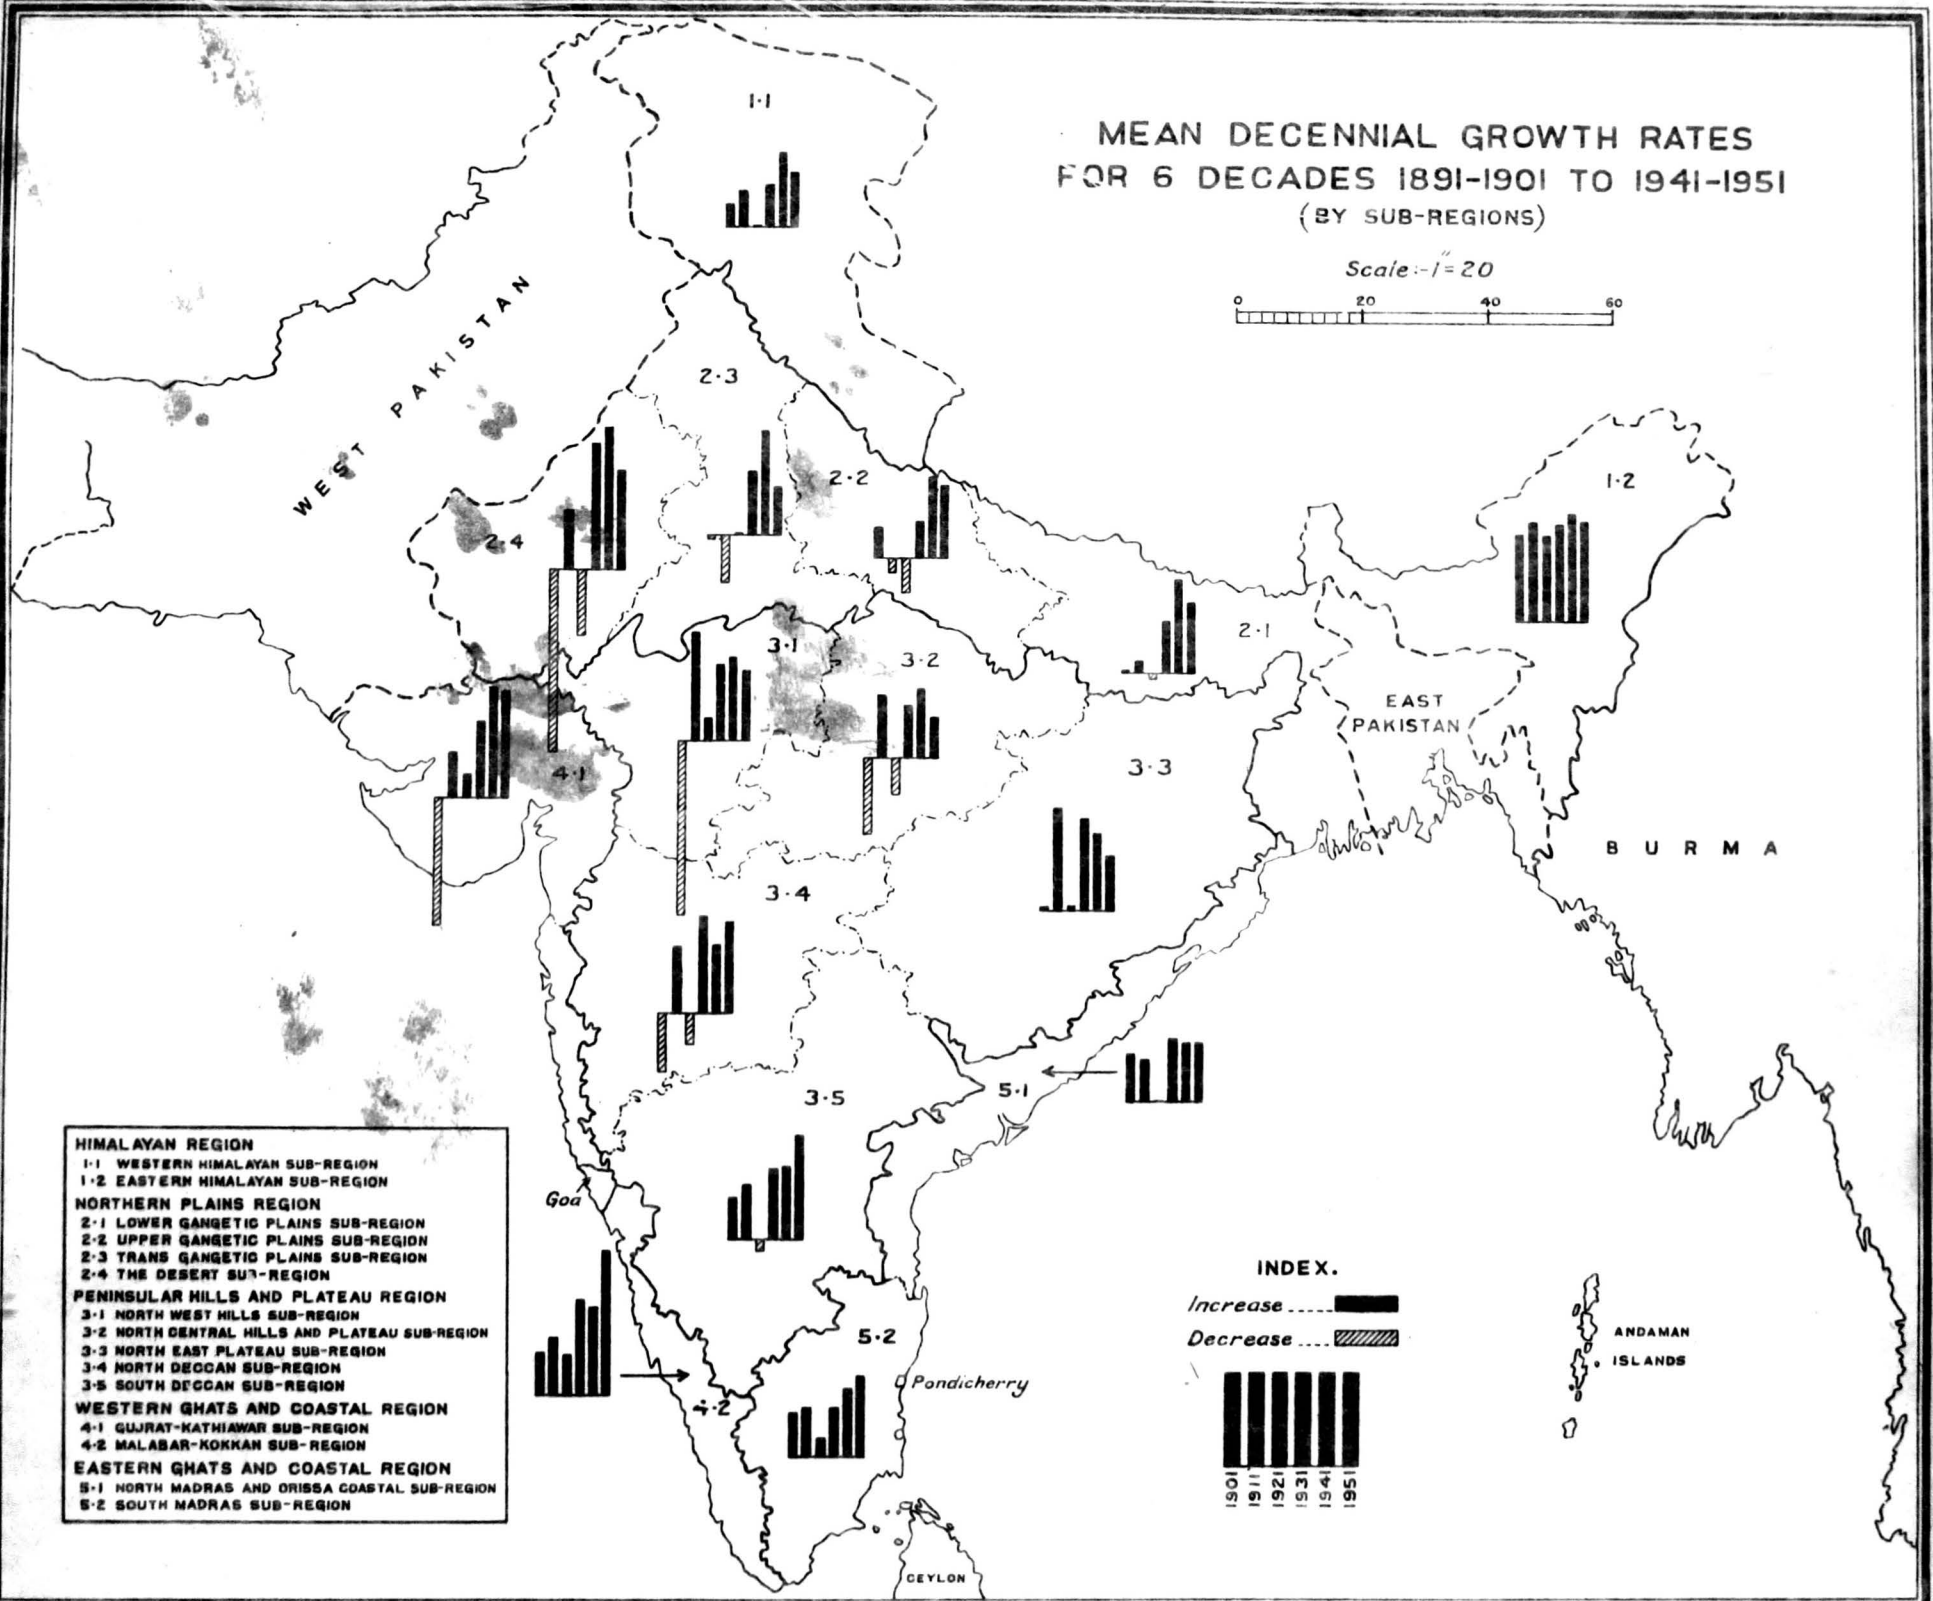 MEAN DECENNIAL GROWTH RATES
FOR 6 DECADES 1891-1901 TO 1941-1951
(BY SUB-REGIONS)
Scale:-1"=20
0 20 40 60
1·1
WEST PAKISTAN
2·3
2·2
1·2
2·4
2·1
3·1
3·2
EAST
PAKISTAN
4·1
3·3
BURMA
3·4
5·1
3·5
HIMALAYAN REGION
1·1 WESTERN HIMALAYAN SUB-REGION
1·2 EASTERN HIMALAYAN SUB-REGION
NORTHERN PLAINS REGION
2·1 LOWER GANGETIC PLAINS SUB-REGION
2·2 UPPER GANGETIC PLAINS SUB-REGION
2·3 TRANS GANGETIC PLAINS SUB-REGION
2·4 THE DESERT SUB-REGION
PENINSULAR HILLS AND PLATEAU REGION
3·1 NORTH WEST HILLS SUB-REGION
3·2 NORTH CENTRAL HILLS AND PLATEAU SUB-REGION
3·3 NORTH EAST PLATEAU SUB-REGION
3·4 NORTH DECCAN SUB-REGION
3·5 SOUTH DECCAN SUB-REGION
WESTERN GHATS AND COASTAL REGION
4·1 GUJRAT-KATHIAWAR SUB-REGION
4·2 MALABAR-KOKKAN SUB-REGION
EASTERN GHATS AND COASTAL REGION
5·1 NORTH MADRAS AND ORISSA COASTAL SUB-REGION
5·2 SOUTH MADRAS SUB-REGION
Goa
5·2
Pondicherry
4·2
CEYLON
INDEX.
Increase.....
Decrease....
1901 1911 1921 1931 1941 1951
ANDAMAN
ISLANDS